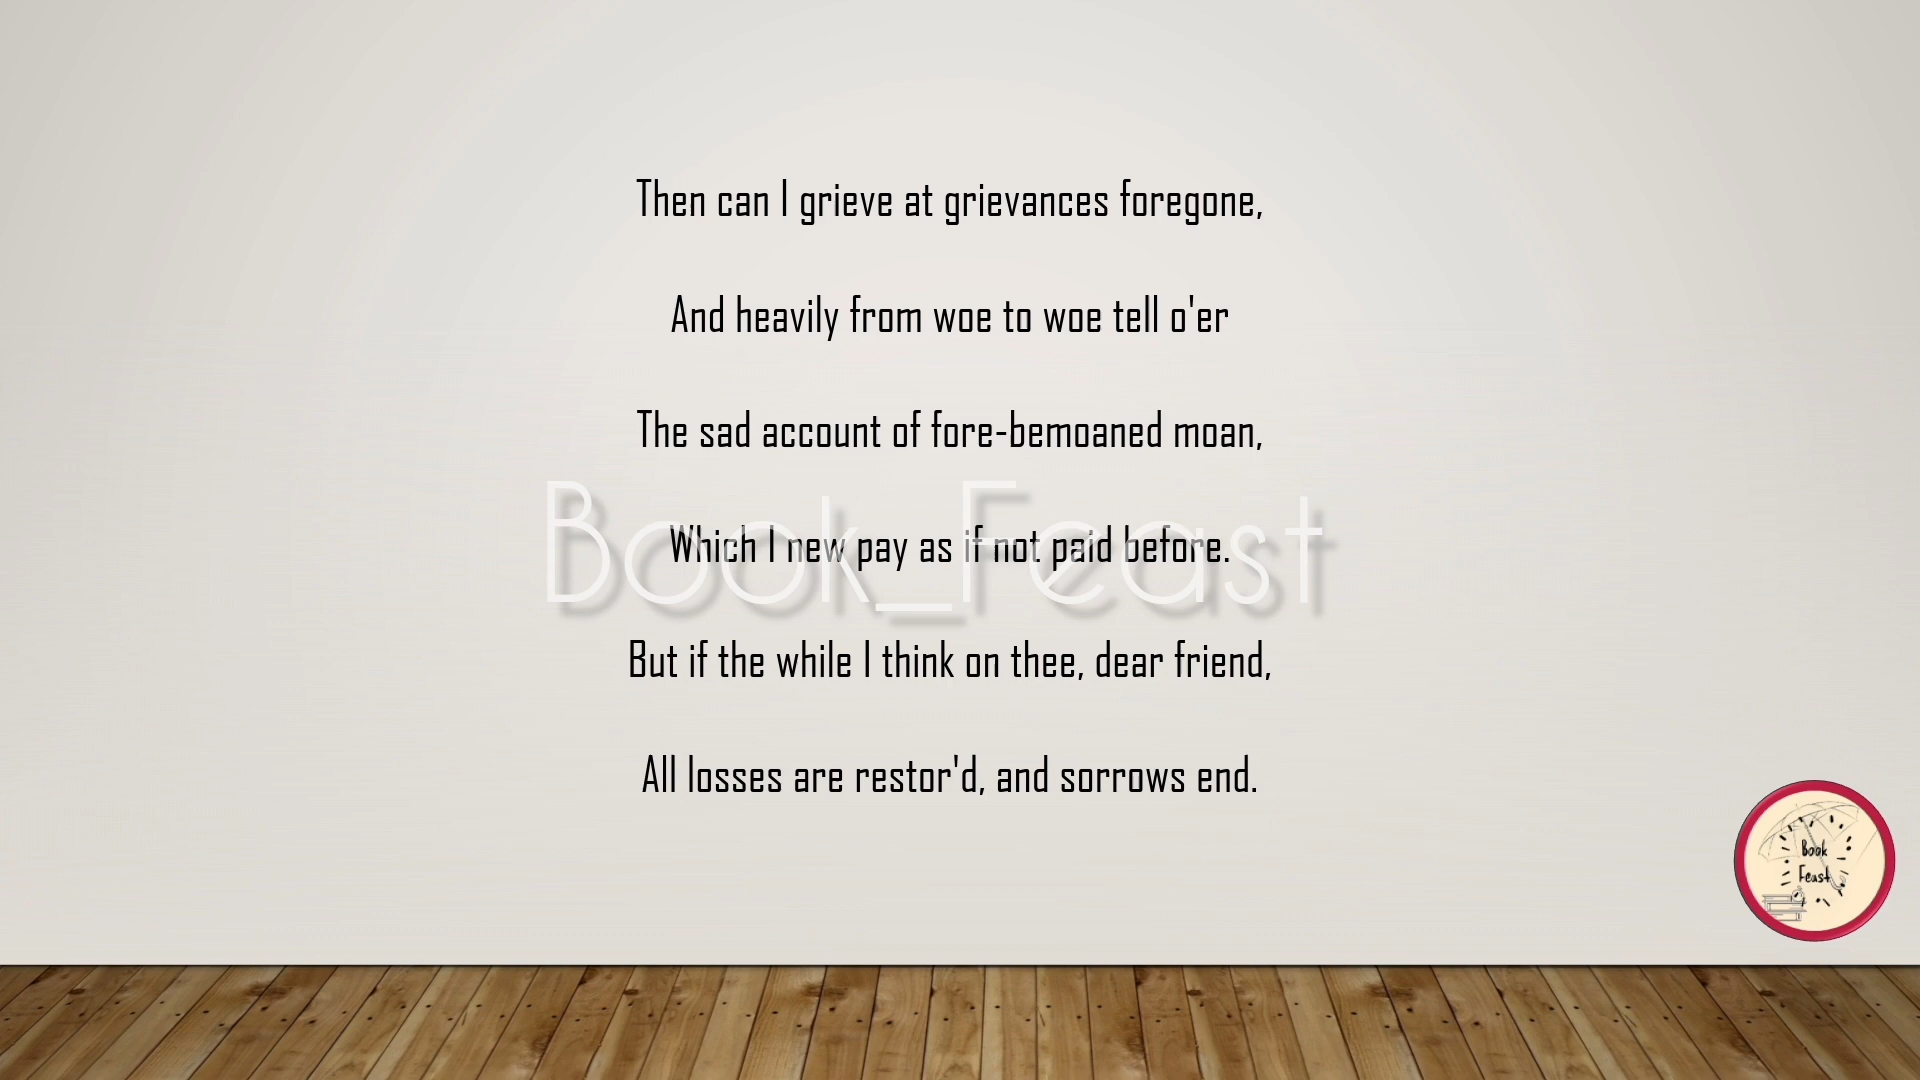 Then can I grieve at grievances foregone,
And heavily from woe to woe tell o'er
The sad account of fore-bemoaned moan,
Which I new pay as if not paid before.
Book_Feast
But if the while I think on thee, dear friend,
All losses are restor'd, and sorrows end.
Book
Feast